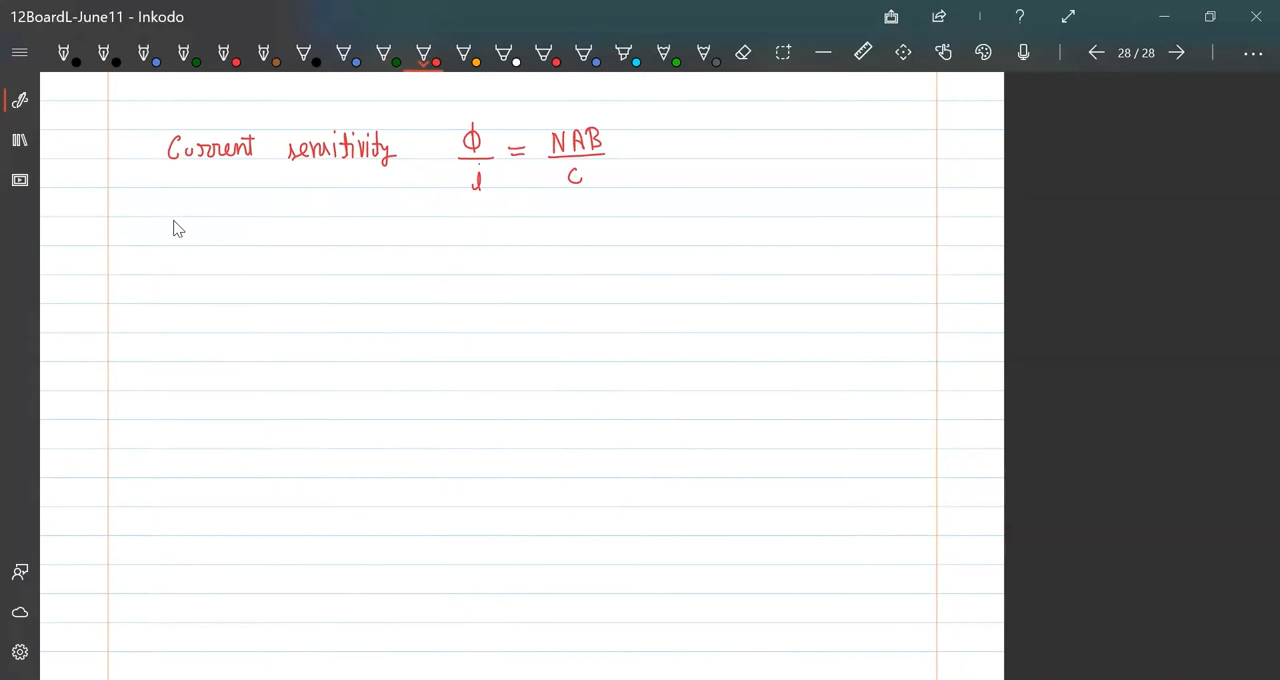 12BoardL-June11 - Inkodo
28 / 28
Current sensitivity ϕ/i = NAB/c